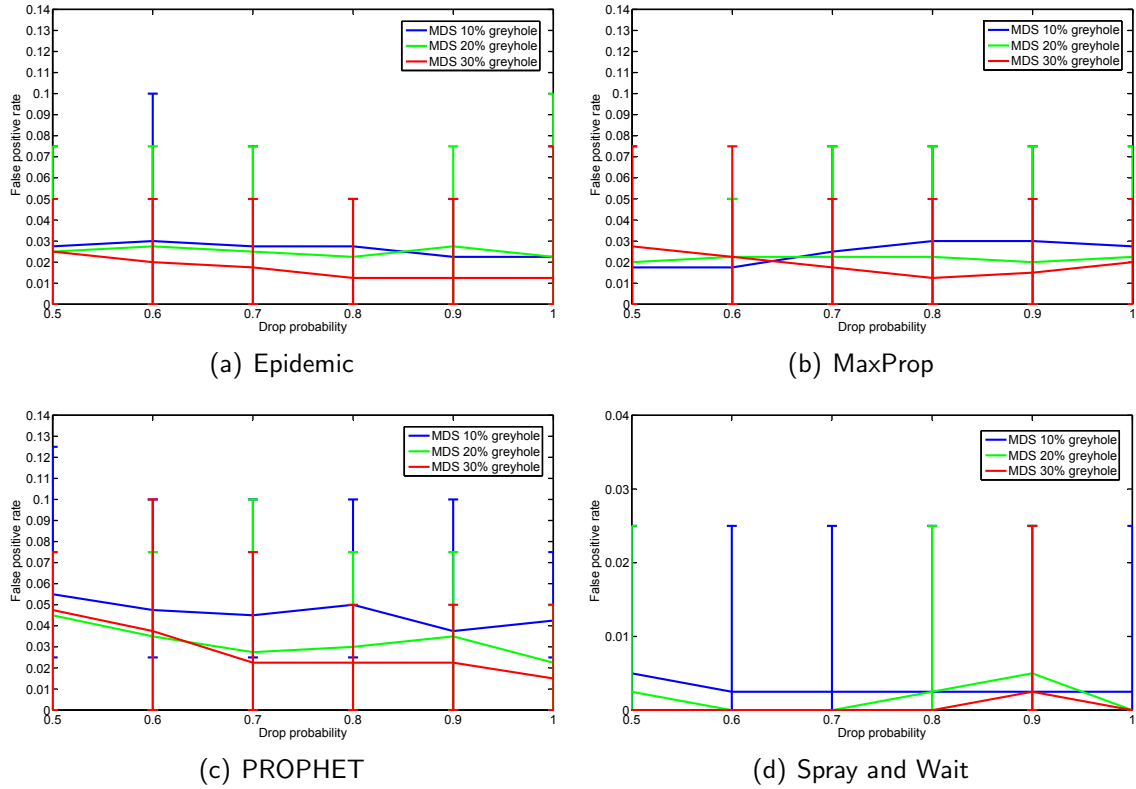 0.14
0.13
0.12
0.11
0.1
0.09
0.08
0.07
0.06
0.05
0.04
0.03
0.02
0.01
0
False positive rate
MDS 10% greyhole
MDS 20% greyhole
MDS 30% greyhole
0.5 0.6 0.7 0.8 0.9 1
Drop probability
(a) Epidemic
0.14
0.13
0.12
0.11
0.1
0.09
0.08
0.07
0.06
0.05
0.04
0.03
0.02
0.01
0
False positive rate
MDS 10% greyhole
MDS 20% greyhole
MDS 30% greyhole
0.5 0.6 0.7 0.8 0.9 1
Drop probability
(b) MaxProp
0.14
0.13
0.12
0.11
0.1
0.09
0.08
0.07
0.06
0.05
0.04
0.03
0.02
0.01
0
False positive rate
MDS 10% greyhole
MDS 20% greyhole
MDS 30% greyhole
0.5 0.6 0.7 0.8 0.9 1
Drop probability
(c) PROPHET
0.04
0.03
0.02
0.01
0
False positive rate
MDS 10% greyhole
MDS 20% greyhole
MDS 30% greyhole
0.5 0.6 0.7 0.8 0.9 1
Drop probability
(d) Spray and Wait